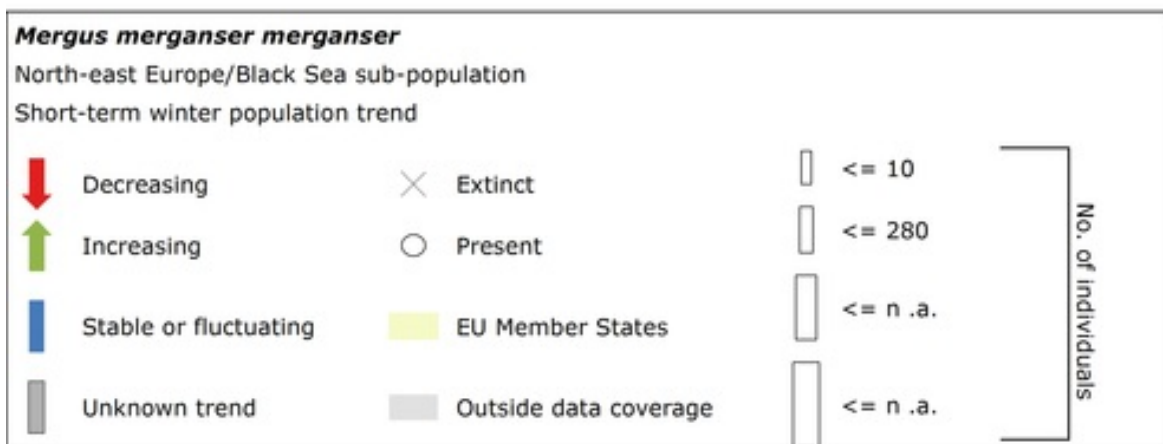 Mergus merganser merganser
North-east Europe/Black Sea sub-population
Short-term winter population trend
Decreasing
Increasing
Stable or fluctuating
Unknown trend
Extinct
Present
EU Member States
Outside data coverage
<= 10
<= 280
<= n .a.
<= n .a.
No. of individuals